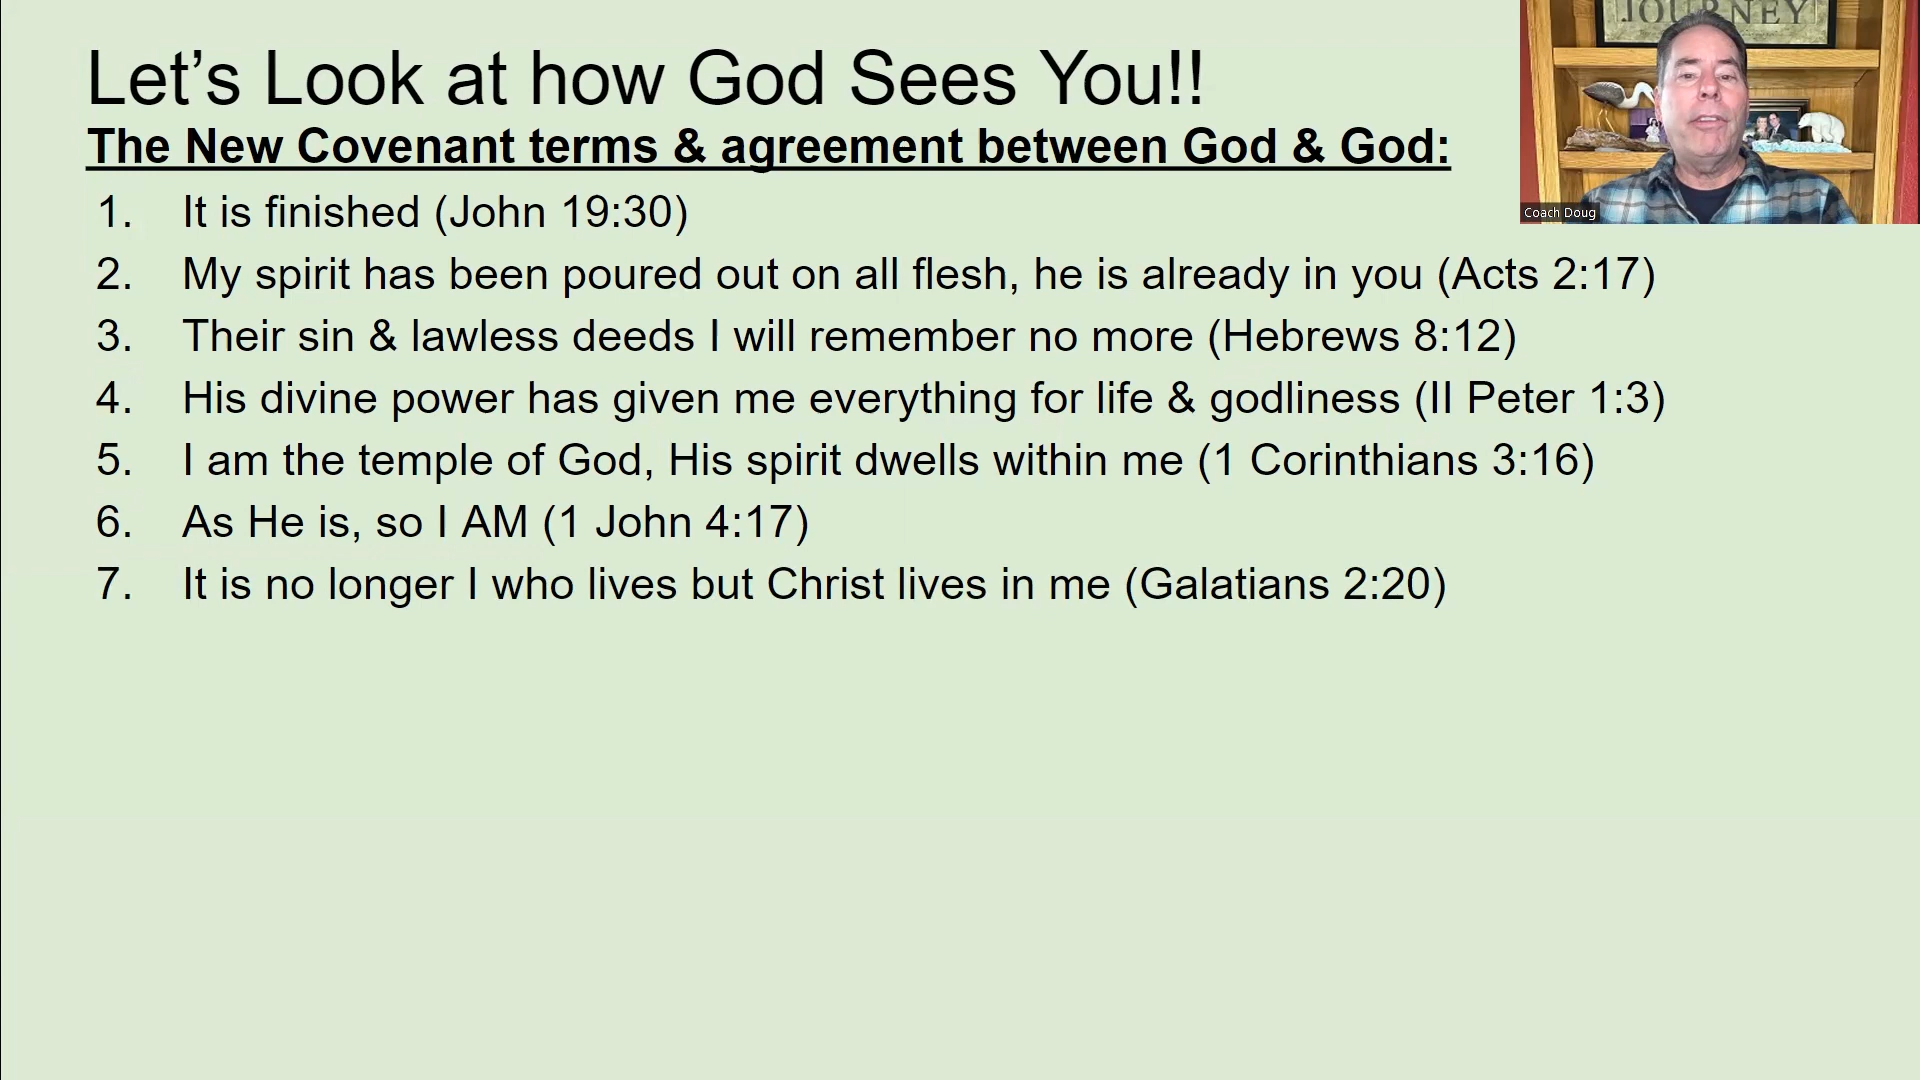 Let’s Look at how God Sees You!!
The New Covenant terms & agreement between God & God:
1. It is finished (John 19:30)
2. My spirit has been poured out on all flesh, he is already in you (Acts 2:17)
3. Their sin & lawless deeds I will remember no more (Hebrews 8:12)
4. His divine power has given me everything for life & godliness (II Peter 1:3)
5. I am the temple of God, His spirit dwells within me (1 Corinthians 3:16)
6. As He is, so I AM (1 John 4:17)
7. It is no longer I who lives but Christ lives in me (Galatians 2:20)
JOURNEY
Coach Doug